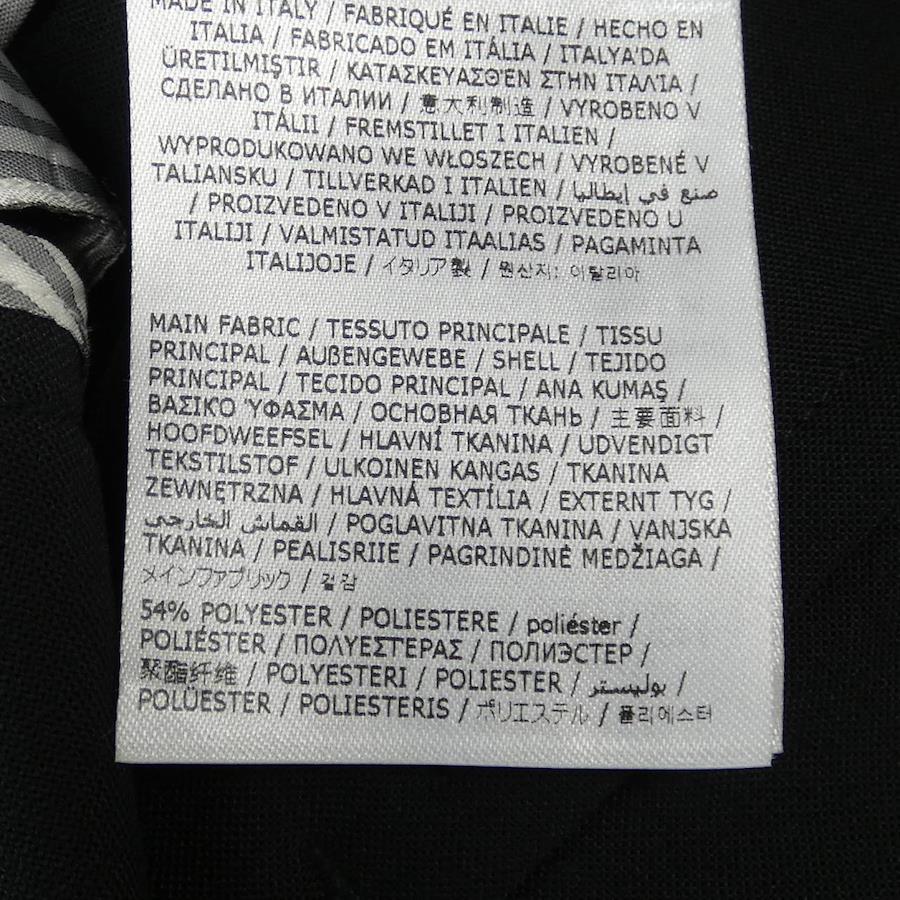 MADE IN ITALY / FABRIQUÉ EN ITALIE / HECHO EN
ITALIA / FABRICADO EM ITÁLIA / ITALYA'DA
ÜRETILMIŞTIR / ΚΑΤΑΣΚΕΥΑΣΘ'ΕΝ ΣΤΗΝ ΙΤΑΛ'ΙΑ /
СДЕЛАНО В ИТАЛИИ / 意大利制造 / VYROBENO V
ITÁLII / FREMSTILLET I ITALIEN /
WYPRODUKOWANO WE WŁOSZECH / VYROBENÉ V
TALIANSKU / TILLVERKAD I ITALIEN / صنع في إيطاليا
/ PROIZVEDENO V ITALIJI / PROIZVEDENO U
ITALIJI / VALMISTATUD ITAALIAS / PAGAMINTA
ITALIJOJE / イタリア製 / 원산지: 이탈리아
MAIN FABRIC / TESSUTO PRINCIPALE / TISSU
PRINCIPAL / AUßENGEWEBE / SHELL / TEJIDO
PRINCIPAL / TECIDO PRINCIPAL / ANA KUMAŞ /
ΒΑΣΙΚ'Ο 'ΥΦΑΣΜΑ / ОСНОВНАЯ ТКАНЬ / 主要面料 /
HOOFDWEEFSEL / HLAVNÍ TKANINA / UDVENDIGT
TEKSTILSTOF / ULKOINEN KANGAS / TKANINA
ZEWNĘTRZNA / HLAVNÁ TEXTÍLIA / EXTERNT TYG /
القماش الخارجي / POGLAVITNA TKANINA / VANJSKA
TKANINA / PEALISRIIE / PAGRINDINĖ MEDŽIAGA /
メインファブリック / 겉감
54% POLYESTER / POLIESTERE / poliéster /
POLIÉSTER / ΠΟΛΥΕΣΤΕΡΑΣ / ПОЛИЭСТЕР /
聚酯纤维 / POLYESTERI / POLIESTER / بوليستر /
POLÜESTER / POLIESTERIS / ポリエステル / 폴리에스터